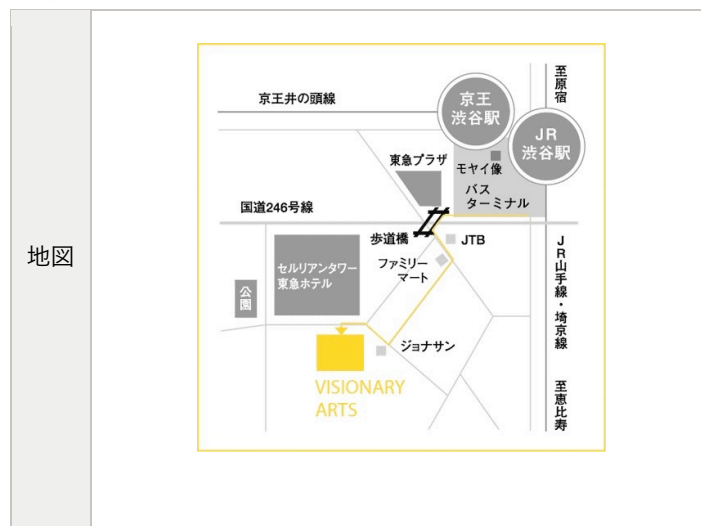 地図
京王井の頭線
京王
渋谷駅
至原宿
JR
渋谷駅
東急プラザ
モヤイ像
バス
ターミナル
国道246号線
歩道橋
JTB
ファミリー
マート
セルリアンタワー
東急ホテル
公園
JR山手線・埼京線
ジョナサン
VISIONARY
ARTS
至恵比寿